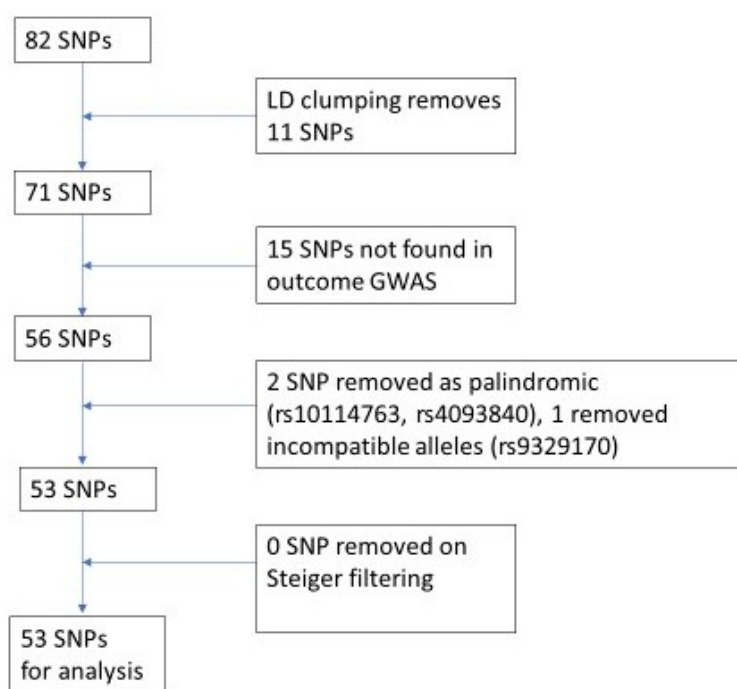 82 SNPs
LD clumping removes
11 SNPs
71 SNPs
15 SNPs not found in
outcome GWAS
56 SNPs
2 SNP removed as palindromic
(rs10114763, rs4093840), 1 removed
incompatible alleles (rs9329170)
53 SNPs
0 SNP removed on
Steiger filtering
53 SNPs
for analysis